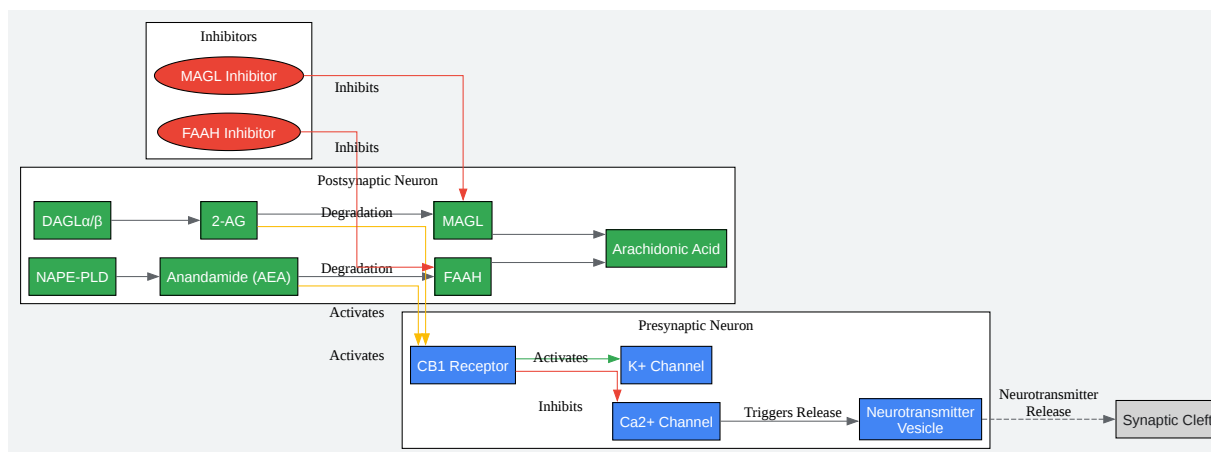 Inhibitors
MAGL Inhibitor
Inhibits
FAAH Inhibitor
Inhibits
Postsynaptic Neuron
DAGLα/β
2-AG
Degradation
MAGL
Arachidonic Acid
NAPE-PLD
Anandamide (AEA)
Degradation
FAAH
Activates
Activates
Presynaptic Neuron
CB1 Receptor
Activates
K+ Channel
Inhibits
Ca2+ Channel
Triggers Release
Neurotransmitter
Vesicle
Neurotransmitter
Release
Synaptic Cleft